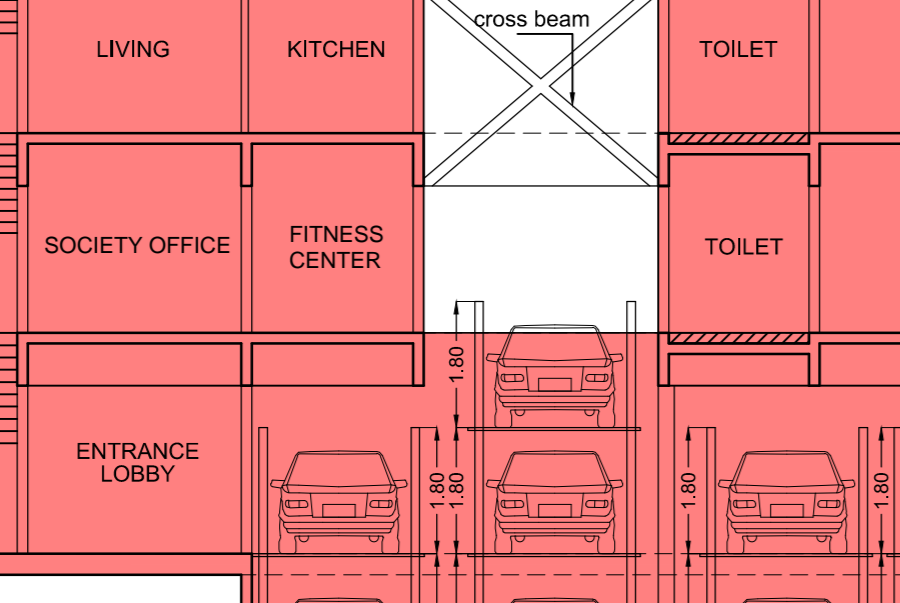 cross beam
LIVING
KITCHEN
TOILET
SOCIETY OFFICE
FITNESS
CENTER
TOILET
1.80
ENTRANCE
LOBBY
1.80
1.80
1.80
1.80